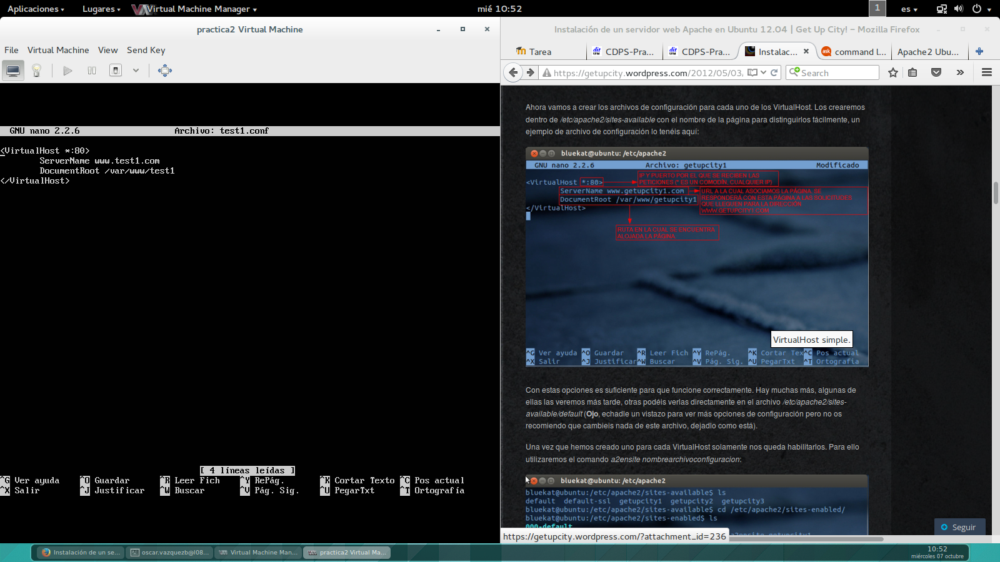 Aplicaciones
Lugares
Virtual Machine Manager
mié 10:52
1
es
practica2 Virtual Machine
File
Virtual Machine
View
Send Key
GNU nano 2.2.6
Archivo: test1.conf
<VirtualHost *:80>
ServerName www.test1.com
DocumentRoot /var/www/test1
</VirtualHost>
[ 4 líneas leídas ]
^G Ver ayuda ^O Guardar ^R Leer Fich ^Y RePág. ^K Cortar Texto ^C Pos actual
^X Salir ^J Justificar ^W Buscar ^V Pág. Sig. ^U PegarTxt ^T Ortografía
Instalación de un servidor web Apache en Ubuntu 12.04 | Get Up City! – Mozilla Firefox
Tarea
CDPS-Pra...
CDPS-Pra...
Instalac...
command l...
Apache2 Ubu...
https://getupcity.wordpress.com/2012/05/03,
Search
Ahora vamos a crear los archivos de configuración para cada uno de los VirtualHost. Los crearemos
dentro de /etc/apache2/sites-available con el nombre de la página para distinguirlos fácilmente, un
ejemplo de archivo de configuración lo tenéis aquí:
bluekat@ubuntu: /etc/apache2
GNU nano 2.2.6 Archivo: getupcity1 Modificado
IP Y PUERTO POR EL QUE SE RECIBEN LAS
PETICIONES (* ES UN COMODÍN, CUALQUIER IP)
<VirtualHost *:80>
ServerName www.getupcity1.com
DocumentRoot /var/www/getupcity1
</VirtualHost>
URL A LA CUAL ASOCIAMOS LA PÁGINA. SE
RESPONDERÁ CON ESTA PÁGINA A LAS SOLICITUDES
QUE LLEGUEN PARA LA DIRECCIÓN
WWW.GETUPCITY1.COM
RUTA EN LA CUAL SE ENCUENTRA
ALOJADA LA PÁGINA
VirtualHost simple.
^G Ver ayuda ^O Guardar ^R Leer Fich ^Y RePág. ^K Cortar Tex ^C Pos actual
^X Salir ^J Justificar ^W Buscar ^V Pág. Sig. ^U PegarTxt ^T Ortografía
Con estas opciones es suficiente para que funcione correctamente. Hay muchas más, algunas de
ellas las veremos más tarde, otras podéis verlas directamente en el archivo /etc/apache2/sites-
available/default (Ojo, echadle un vistazo para ver más opciones de configuración pero no os
recomiendo que cambieis nada de este archivo, dejadlo como está).
Una vez que hemos creado uno para cada VirtualHost solamente nos queda habilitarlos. Para ello
utilizaremos el comando a2ensite nombrearchivoconfiguracion:
bluekat@ubuntu: /etc/apache2
bluekat@ubuntu:/etc/apache2/sites-available$ ls
default default-ssl getupcity1 getupcity2 getupcity3
bluekat@ubuntu:/etc/apache2/sites-available$ cd /etc/apache2/sites-enabled/
bluekat@ubuntu:/etc/apache2/sites-enabled$ ls
000-default
Seguir
https://getupcity.wordpress.com/?attachment_id=236
Instalación de un se...
oscar.vazquezb@l08...
Virtual Machine Man...
practica2 Virtual Ma...
10:52
miércoles 07 octubre